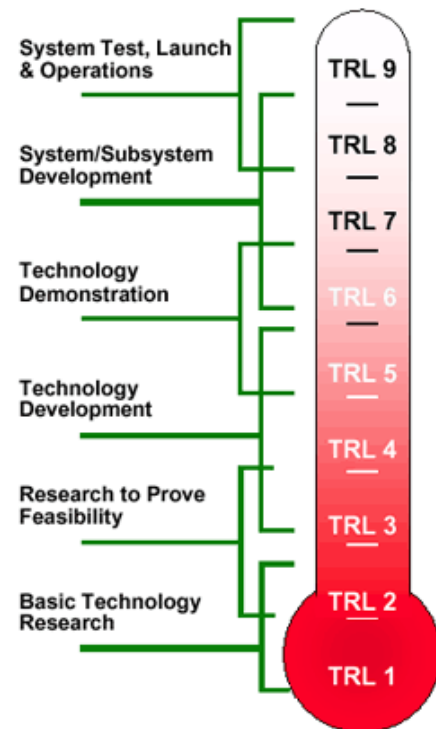 System Test, Launch
& Operations
System/Subsystem
Development
Technology
Demonstration
Technology
Development
Research to Prove
Feasibility
Basic Technology
Research
TRL 9
TRL 8
TRL 7
TRL 6
TRL 5
TRL 4
TRL 3
TRL 2
TRL 1